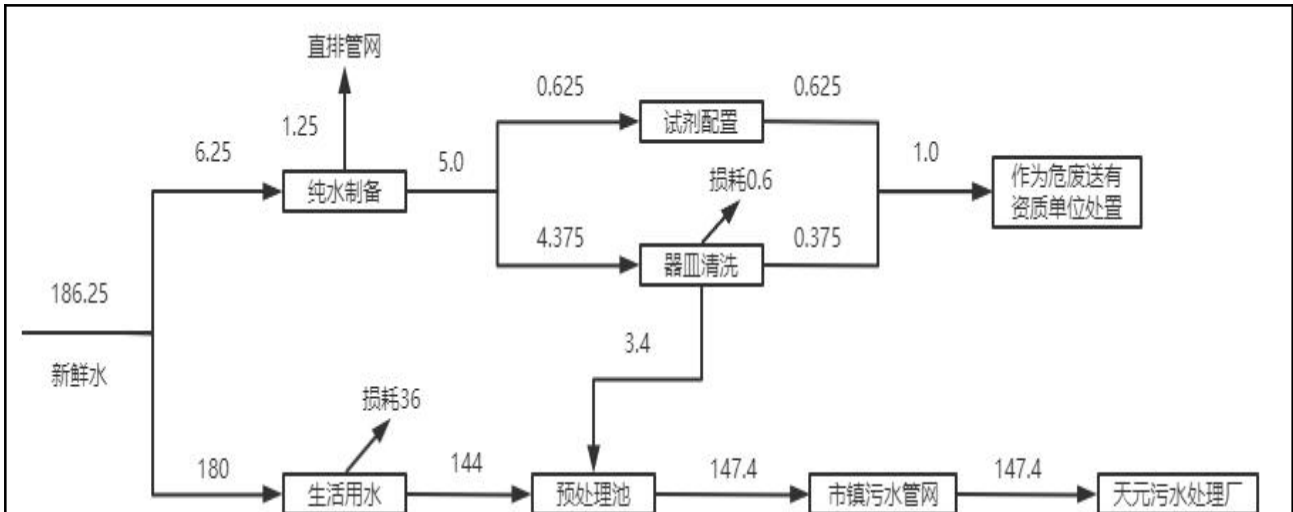 直排管网
0.625
0.625
试剂配置
1.25
6.25
5.0
1.0
纯水制备
损耗0.6
作为危废送有
资质单位处置
4.375
0.375
器皿清洗
186.25
3.4
新鲜水
损耗36
180
144
147.4
147.4
生活用水
预处理池
市镇污水管网
天元污水处理厂